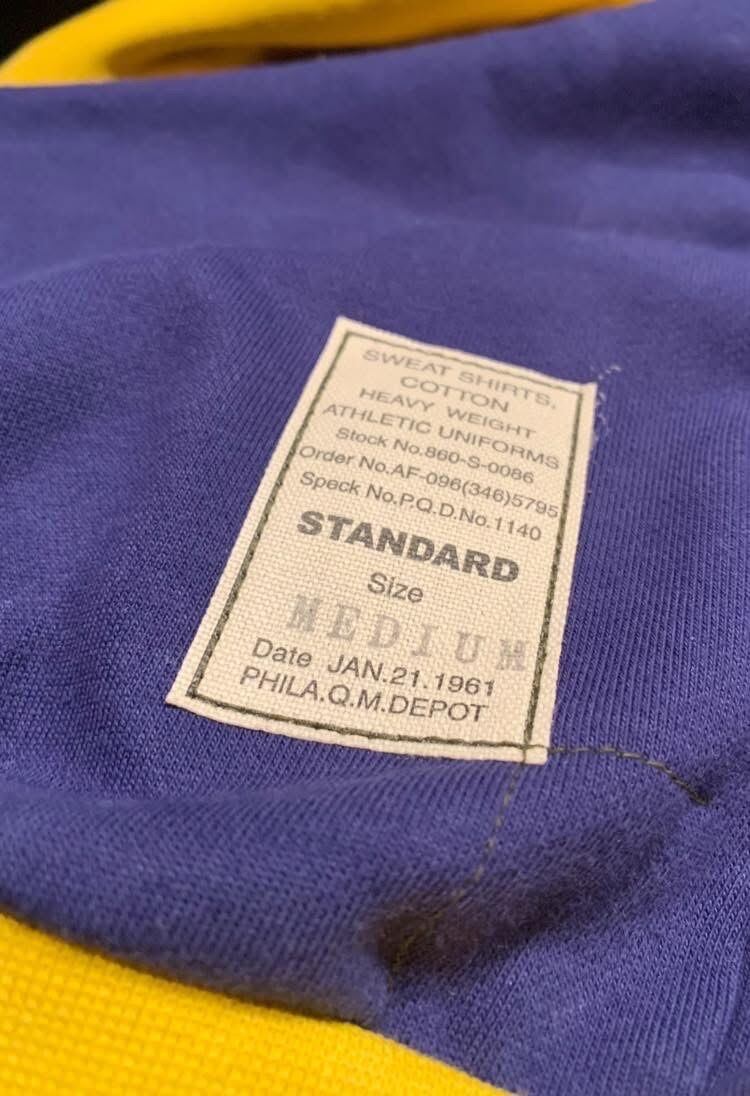 SWEAT SHIRTS,
COTTON
HEAVY WEIGHT
ATHLETIC UNIFORMS
Stock No.860-S-0086
Order No.AF-096(346)5795
Speck No.P.Q.D.No.1140
STANDARD
Size
MEDIUM
Date JAN.21.1961
PHILA.Q.M.DEPOT